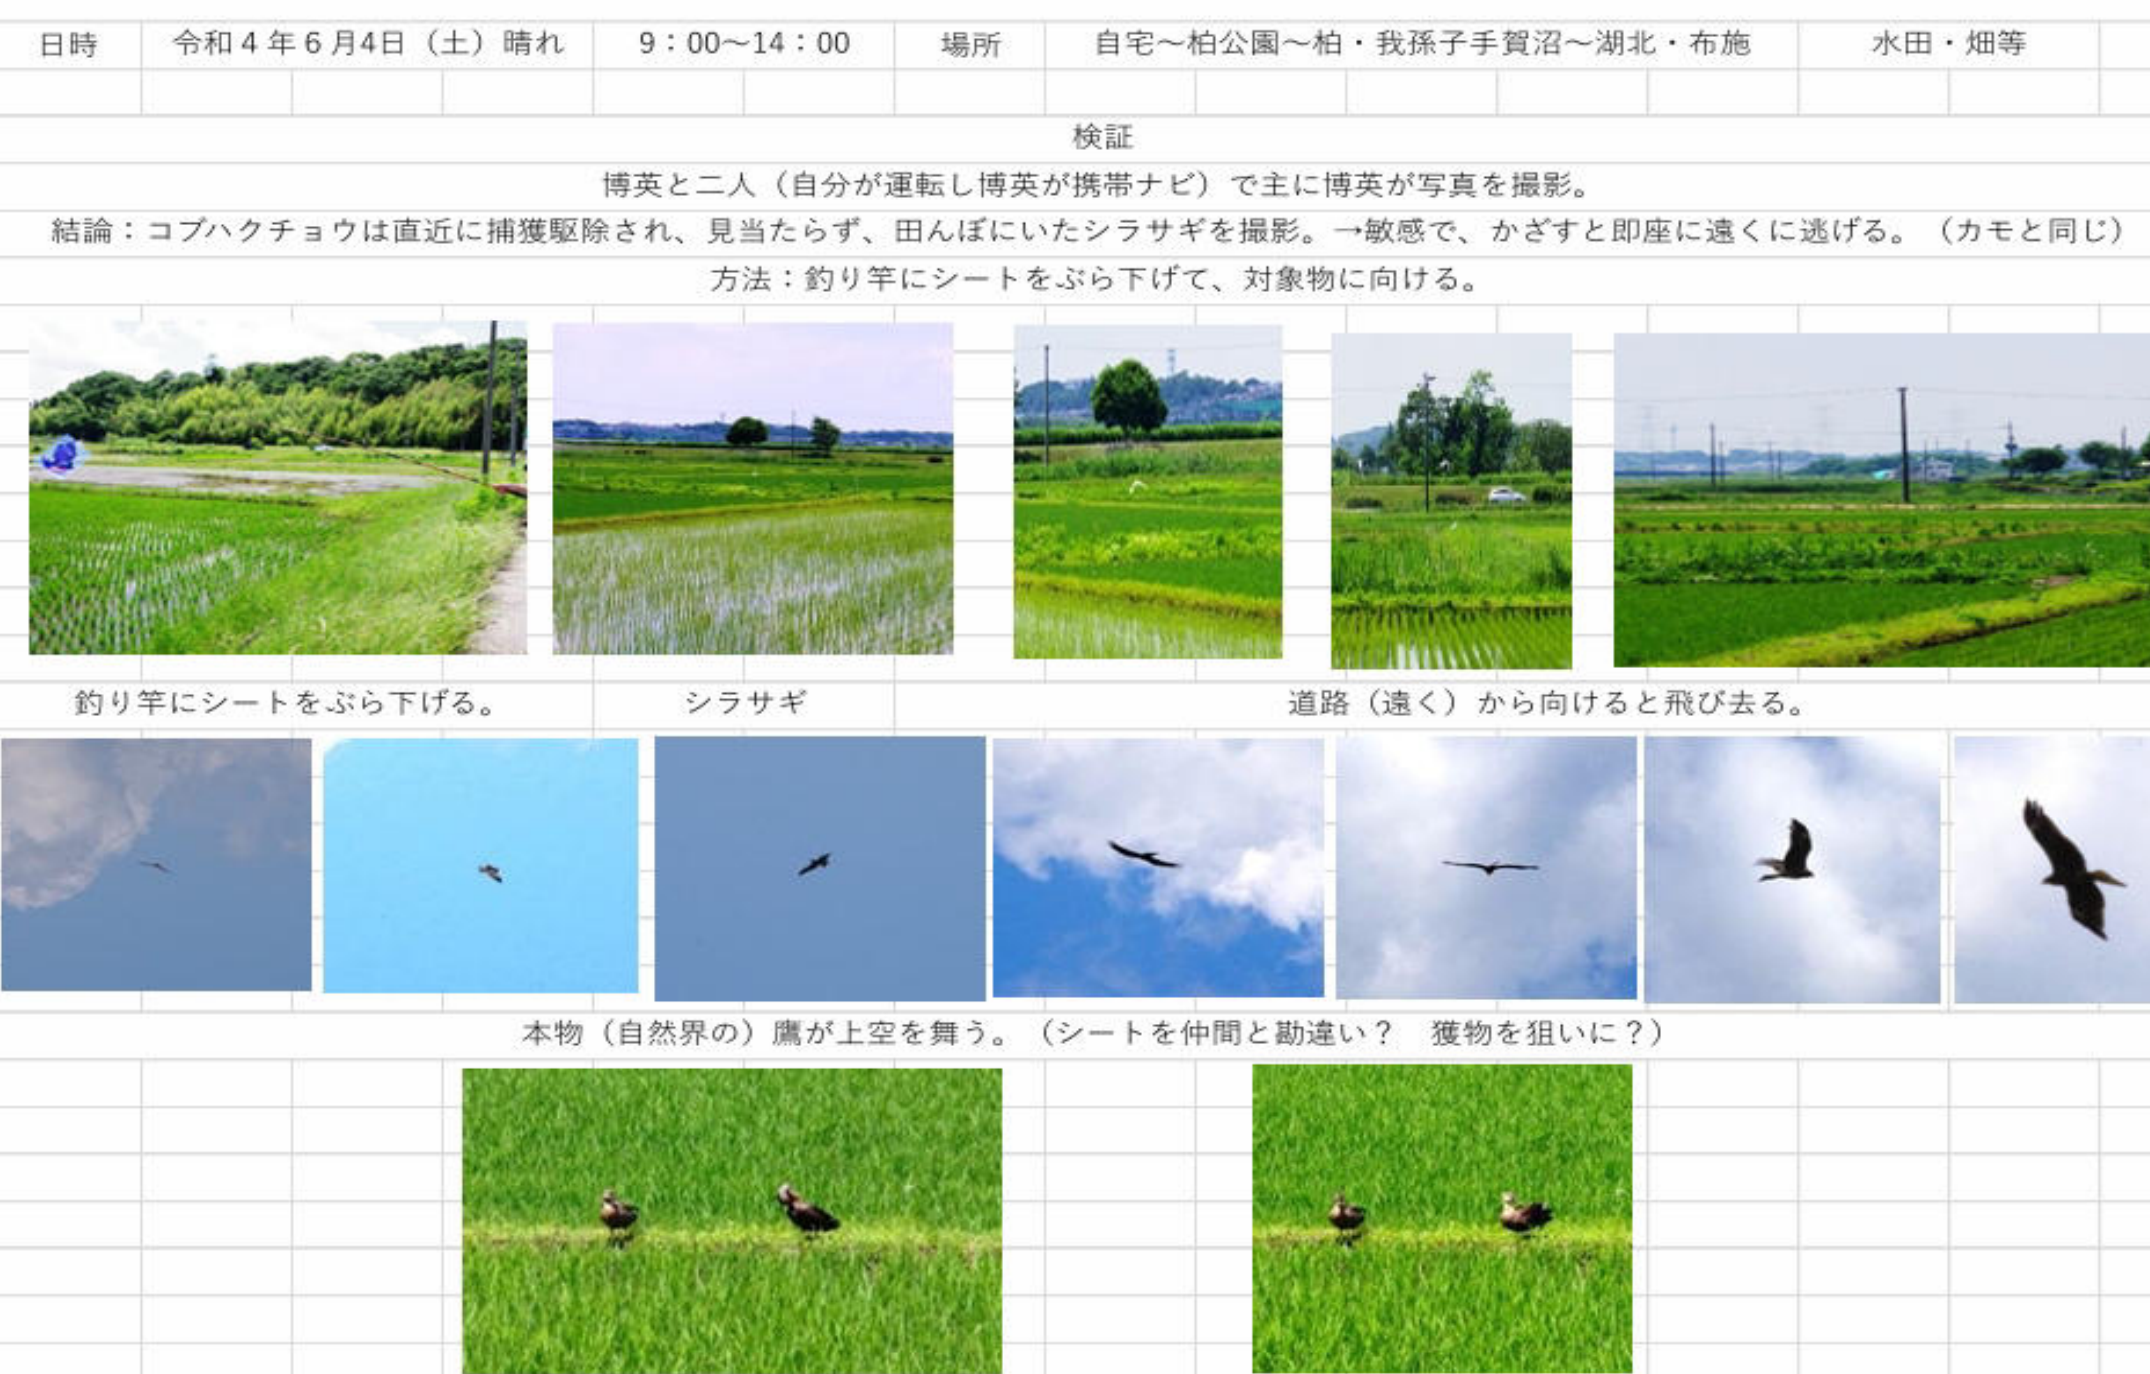 日時 令和４年６月4日（土）晴れ 9：00～14：00 場所 自宅～柏公園～柏・我孫子手賀沼～湖北・布施 水田・畑等
検証
博英と二人（自分が運転し博英が携帯ナビ）で主に博英が写真を撮影。
結論：コブハクチョウは直近に捕獲駆除され、見当たらず、田んぼにいたシラサギを撮影。→敏感で、かざすと即座に遠くに逃げる。（カモと同じ）
方法：釣り竿にシートをぶら下げて、対象物に向ける。
釣り竿にシートをぶら下げる。 シラサギ 道路（遠く）から向けると飛び去る。
本物（自然界の）鷹が上空を舞う。（シートを仲間と勘違い？　獲物を狙いに？）